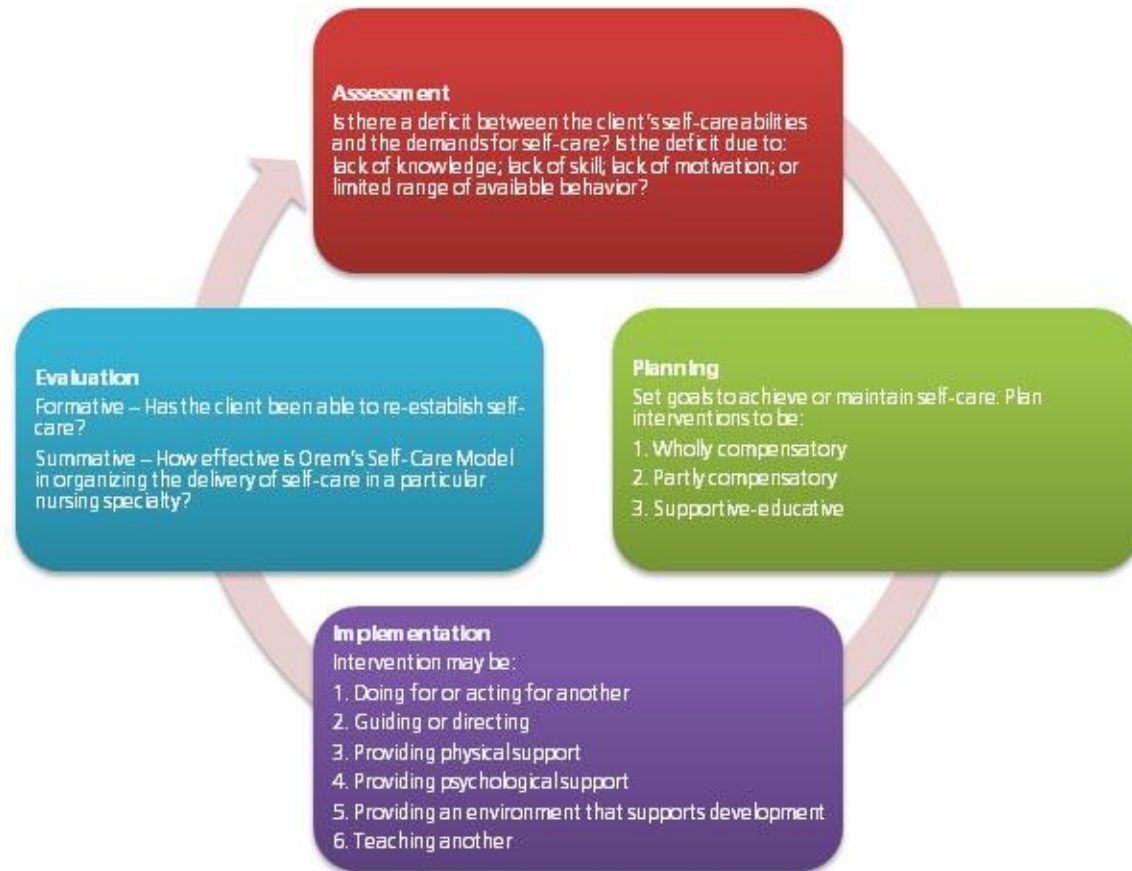 Assessment
Is there a deficit between the client's self-care abilities
and the demands for self-care? Is the deficit due to:
lack of knowledge; lack of skill; lack of motivation; or
limited range of available behavior?
Planning
Set goals to achieve or maintain self-care. Plan
interventions to be:
1. Wholly compensatory
2. Partly compensatory
3. Supportive-educative
Implementation
Intervention may be:
1. Doing for or acting for another
2. Guiding or directing
3. Providing physical support
4. Providing psychological support
5. Providing an environment that supports development
6. Teaching another
Evaluation
Formative – Has the client been able to re-establish self-
care?
Summative – How effective is Orem's Self-Care Model
in organizing the delivery of self-care in a particular
nursing specialty?